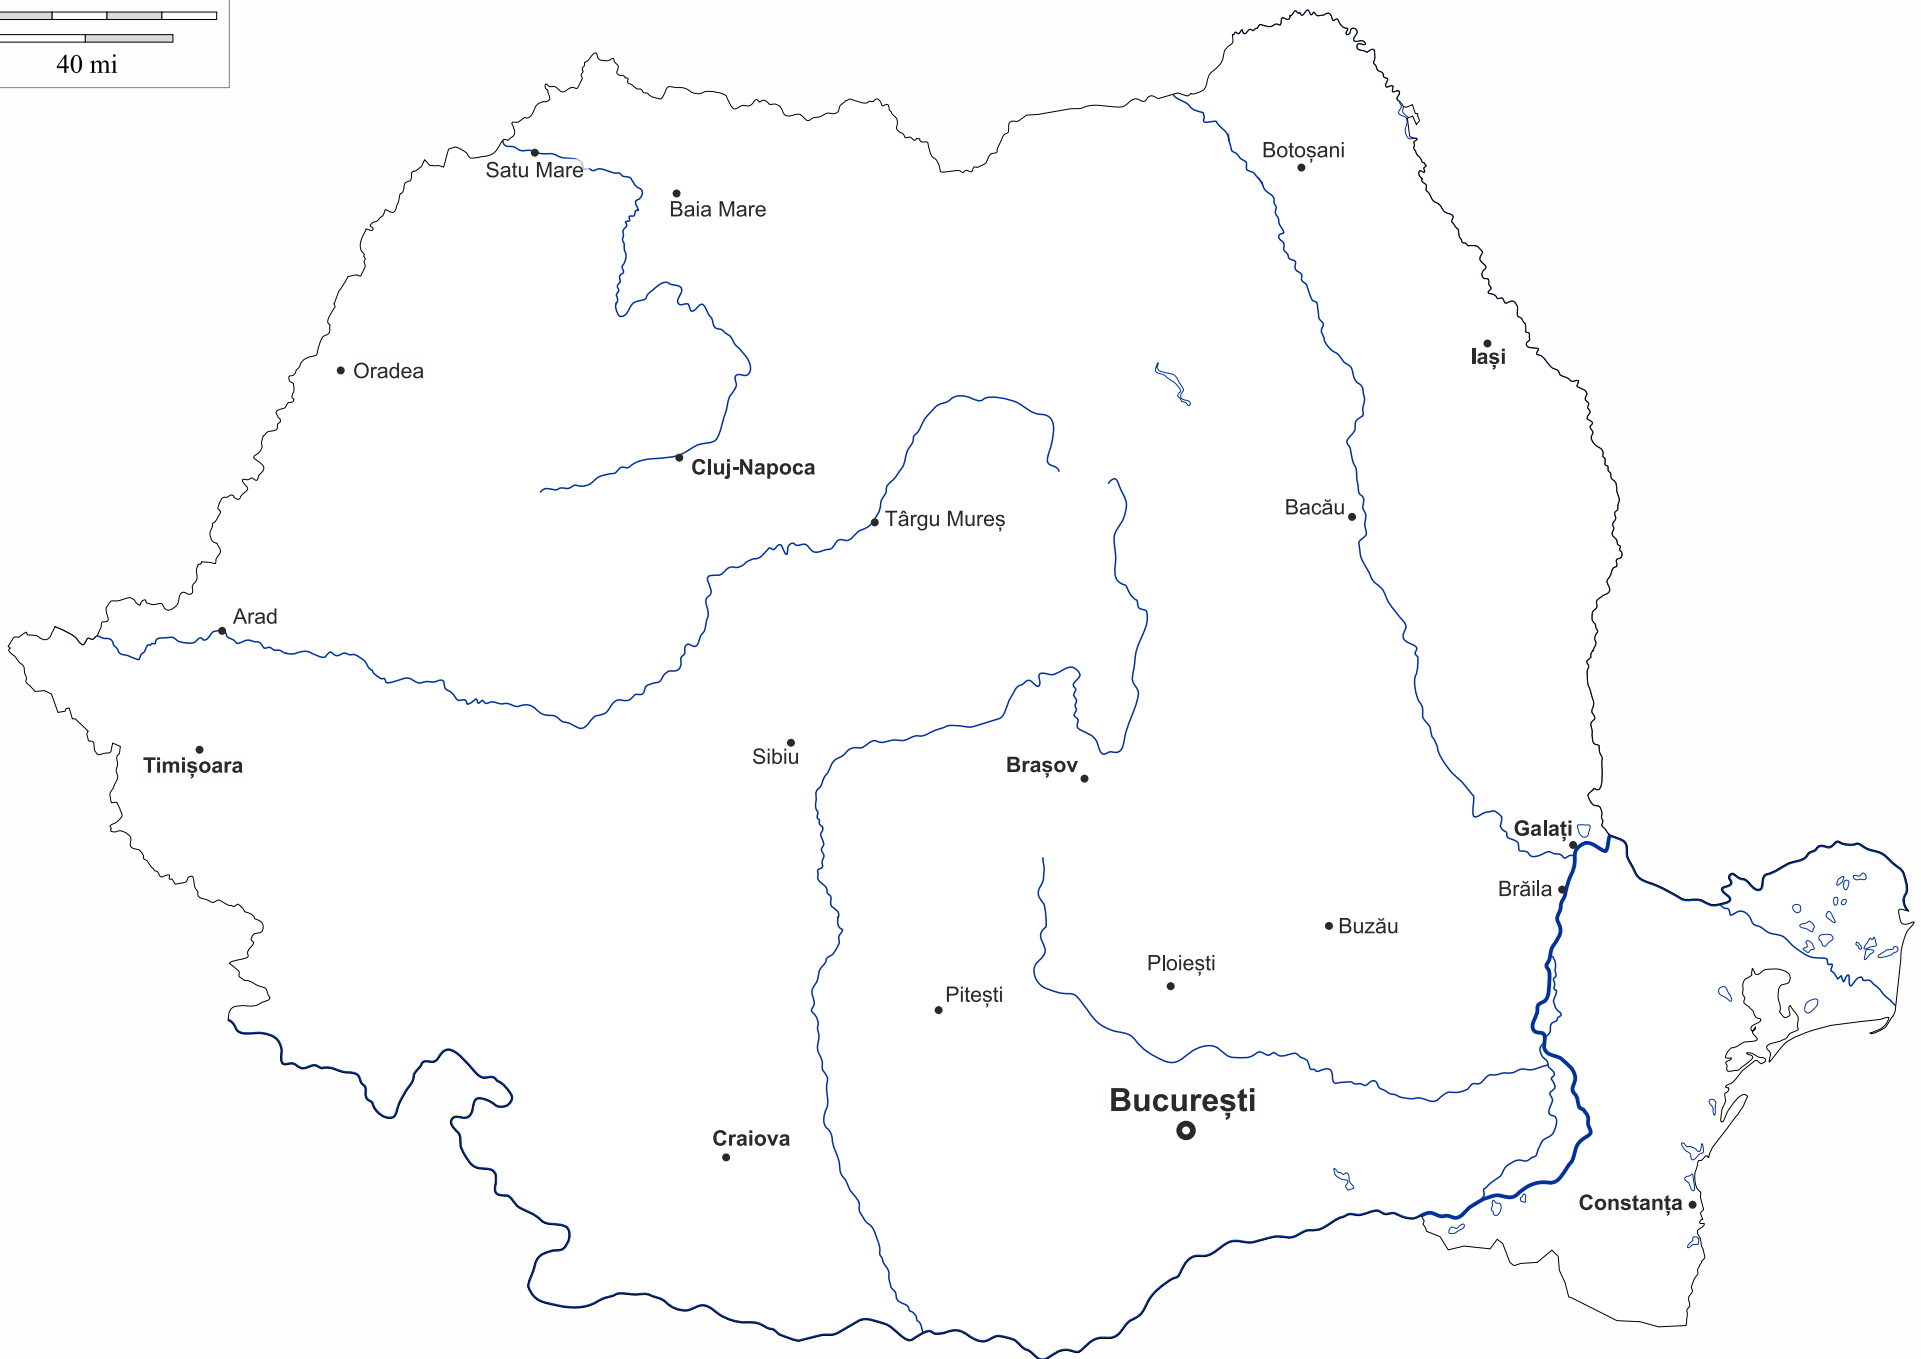 40 mi
Botoșani
Satu Mare
Baia Mare
Iași
Oradea
Cluj-Napoca
Bacău
Târgu Mureș
Arad
Sibiu
Timișoara
Brașov
Galați
Brăila
Buzău
Ploiești
Pitești
București
Craiova
Constanța